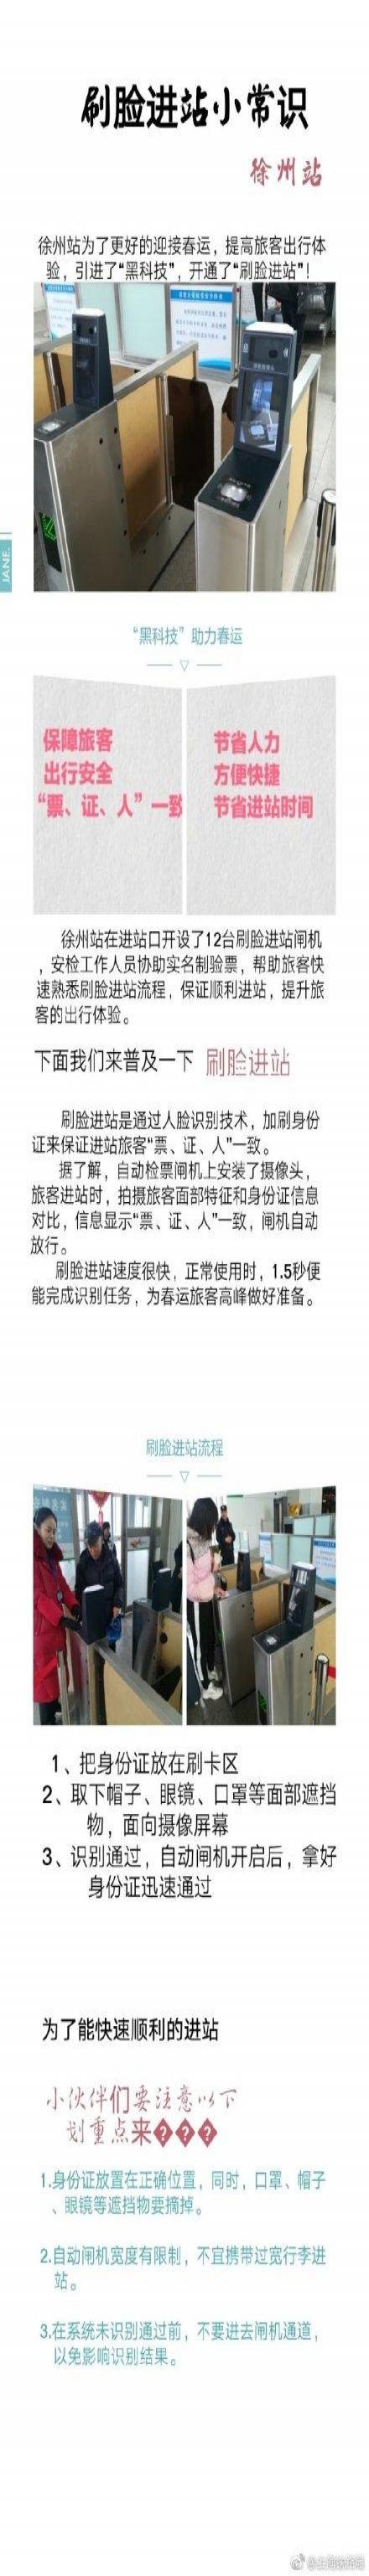 刷脸进站小常识
徐州站
徐州站为了更好的迎接春运，提高旅客出行体
验，引进了“黑科技”，开通了“刷脸进站”！
JANE.
“黑科技”助力春运
保障旅客
出行安全
“票、证、人”一致
节省人力
方便快捷
节省进站时间
徐州站在进站口开设了12台刷脸进站闸机
，安检工作人员协助实名制验票，帮助旅客快
速熟悉刷脸进站流程，保证顺利进站，提升旅
客的出行体验。
下面我们来普及一下 刷脸进站
刷脸进站是通过人脸识别技术，加刷身份
证来保证进站旅客“票、证、人”一致。
据了解，自动检票闸机上安装了摄像头，
旅客进站时，拍摄旅客面部特征和身份证信息
对比，信息显示“票、证、人”一致，闸机自动
放行。
刷脸进站速度很快，正常使用时，1.5秒便
能完成识别任务，为春运旅客高峰做好准备。
刷脸进站流程
1、把身份证放在刷卡区
2、取下帽子、眼镜、口罩等面部遮挡
物，面向摄像屏幕
3、识别通过，自动闸机开启后，拿好
身份证迅速通过
为了能快速顺利的进站
小伙伴们要注意以下
划重点来���
1.身份证放置在正确位置，同时，口罩、帽子
、眼镜等遮挡物要摘掉。
2.自动闸机宽度有限制，不宜携带过宽行李进
站。
3.在系统未识别通过前，不要进去闸机通道，
以免影响识别结果。